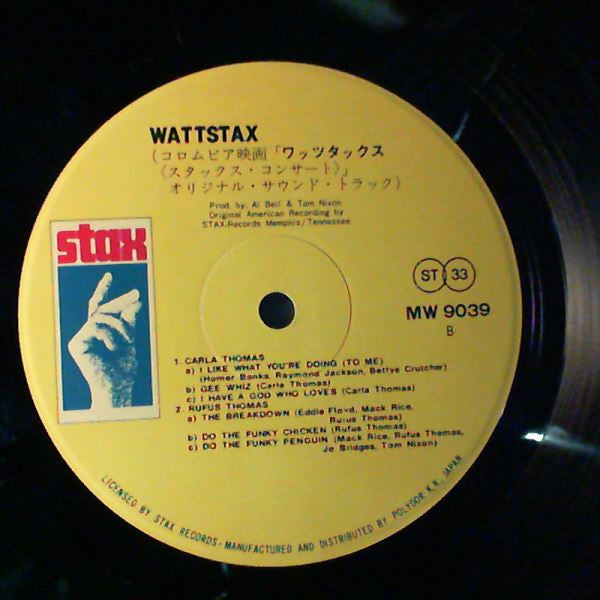 WATTSTAX
(コロムビア映画「ワッツタックス
《スタックス・コンサート》」
オリジナル・サウンド・トラック)
Prod. by: Al Bell & Tom Nixon
Original American Recording by
STAX-Records Memphis/Tennessee
stax
ST 33
MW 9039
B
1. CARLA THOMAS
a) I LIKE WHAT YOU'RE DOING (TO ME)
(Homer Banks, Raymond Jackson, Bettye Crutcher)
b) GEE WHIZ (Carla Thomas)
c) I HAVE A GOD WHO LOVES (Carla Thomas)
2. RUFUS THOMAS
a) THE BREAKDOWN (Eddie Floyd, Mack Rice,
Rufus Thomas)
b) DO THE FUNKY CHICKEN (Rufus Thomas)
c) DO THE FUNKY PENGUIN (Mack Rice, Rufus Thomas,
Je Bridges, Tom Nixon)
LICENSED BY STAX RECORDS · MANUFACTURED AND DISTRIBUTED BY POLYDOR K.K., JAPAN